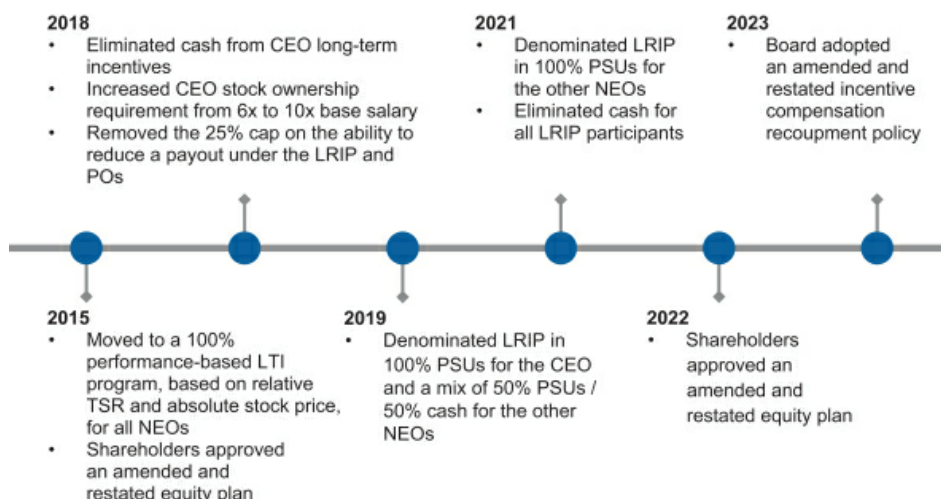 2018
• Eliminated cash from CEO long-term
incentives
• Increased CEO stock ownership
requirement from 6x to 10x base salary
• Removed the 25% cap on the ability to
reduce a payout under the LRIP and
POs
2021
• Denominated LRIP
in 100% PSUs for
the other NEOs
• Eliminated cash for
all LRIP participants
2023
• Board adopted
an amended and
restated incentive
compensation
recoupment policy
2015
• Moved to a 100%
performance-based LTI
program, based on relative
TSR and absolute stock price,
for all NEOs
• Shareholders approved
an amended and
restated equity plan
2019
• Denominated LRIP in
100% PSUs for the CEO
and a mix of 50% PSUs /
50% cash for the other
NEOs
2022
• Shareholders
approved an
amended and
restated equity plan